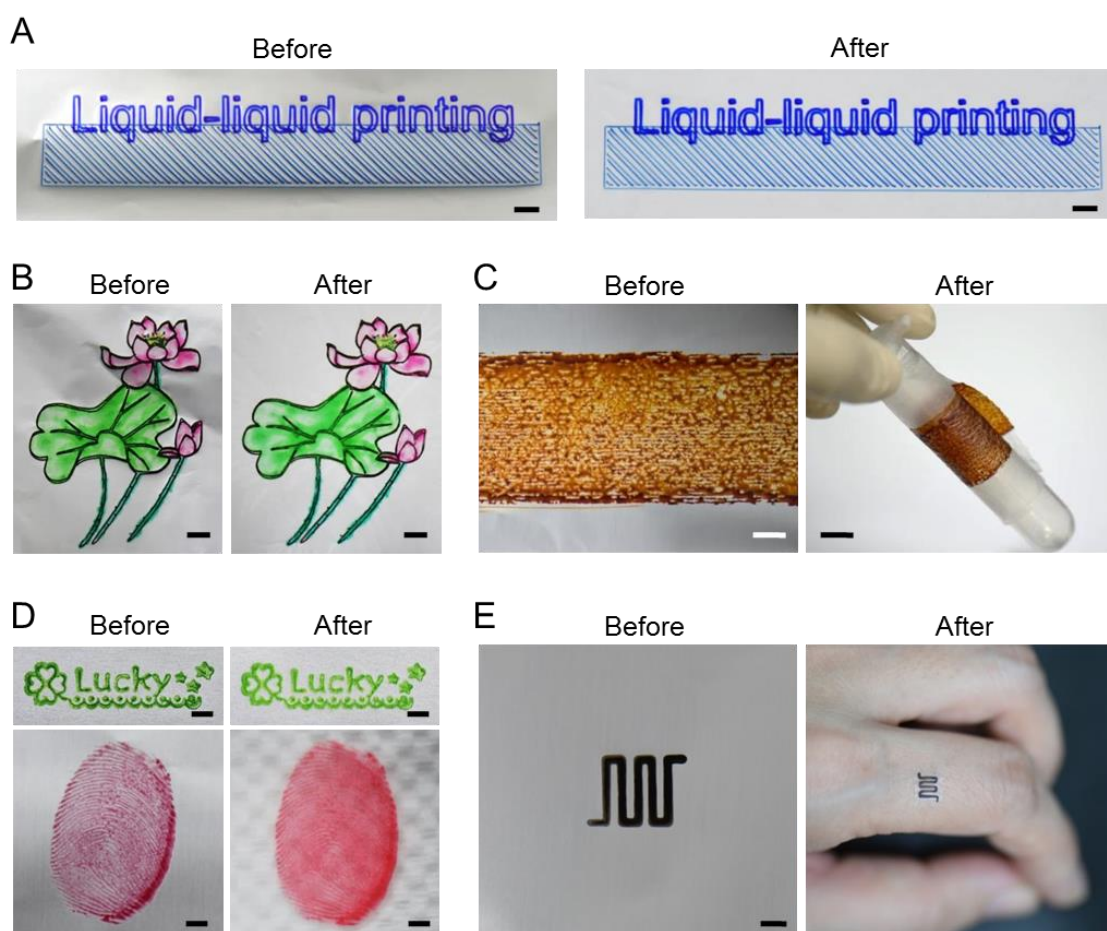 A
Before
After
Liquid-liquid printing
Liquid-liquid printing
B
Before
After
C
Before
After
D
Before
After
Lucky
Lucky
E
Before
After